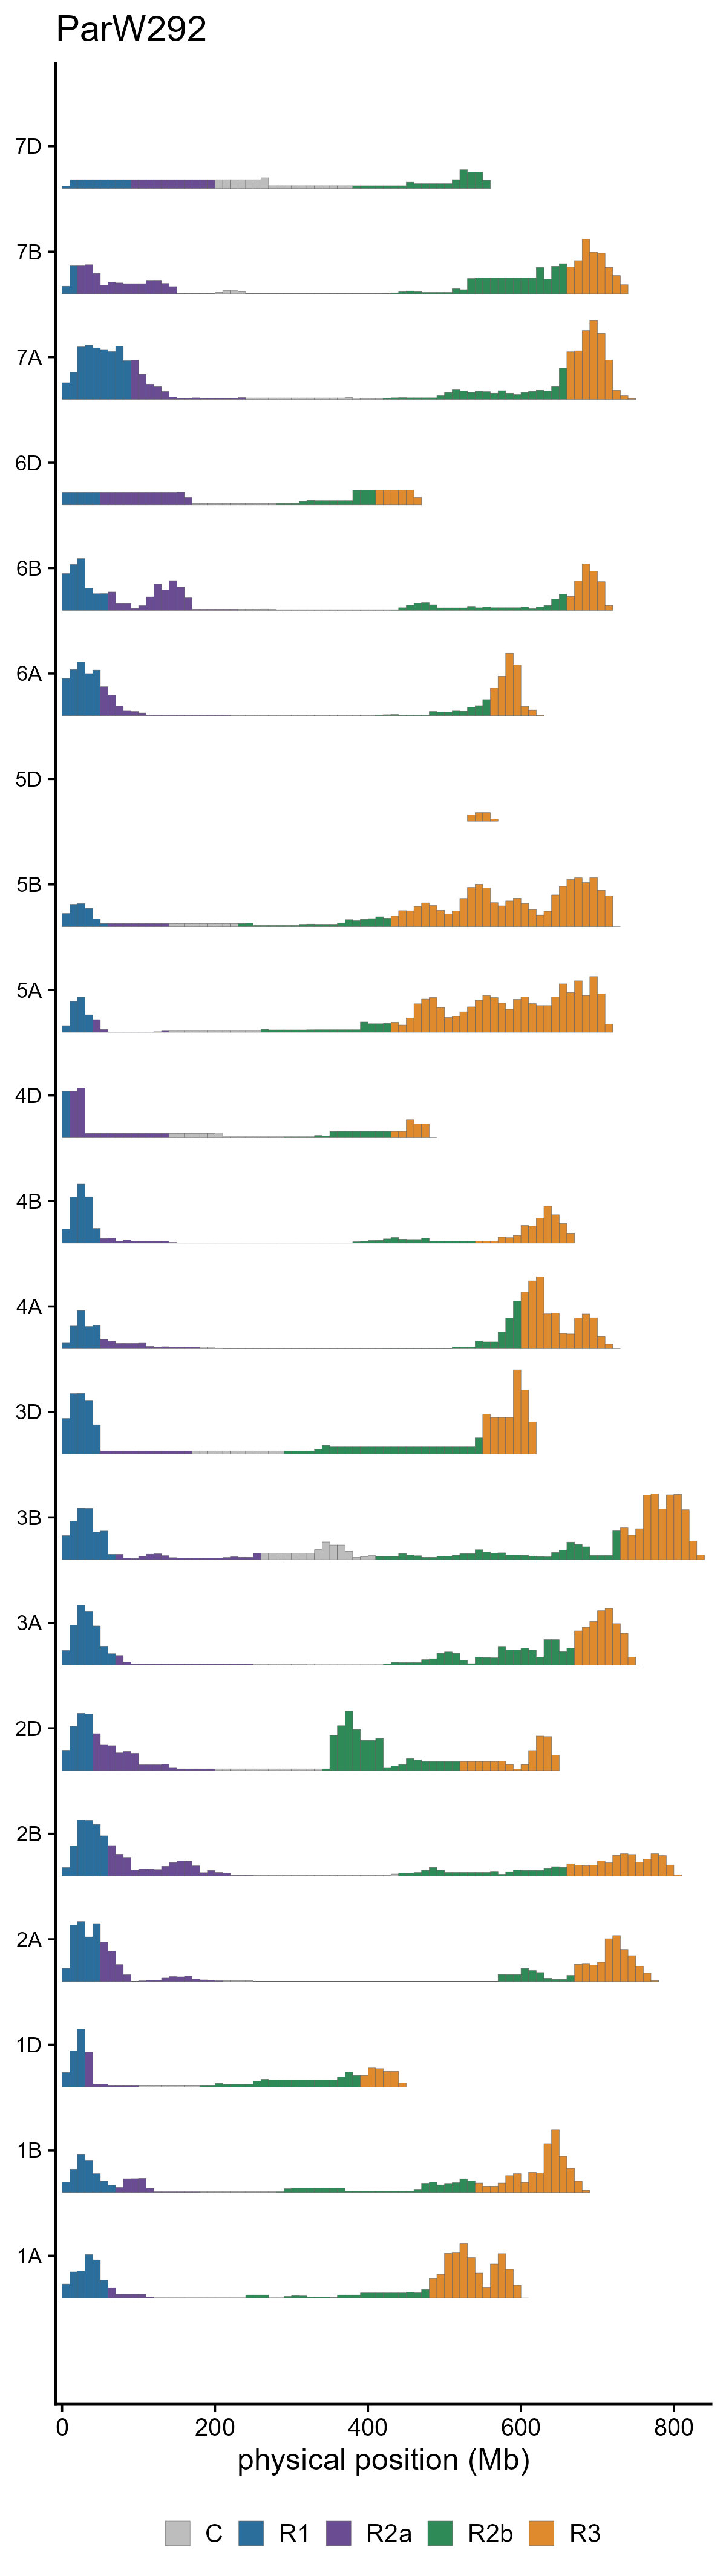 ParW292
7D
7B
7A
6D
6B
6A
5D
5B
5A
4D
4B
4A
3D
3B
3A
2D
2B
2A
1D
1B
1A
0 200 400 600 800
physical position (Mb)
C R1 R2a R2b R3